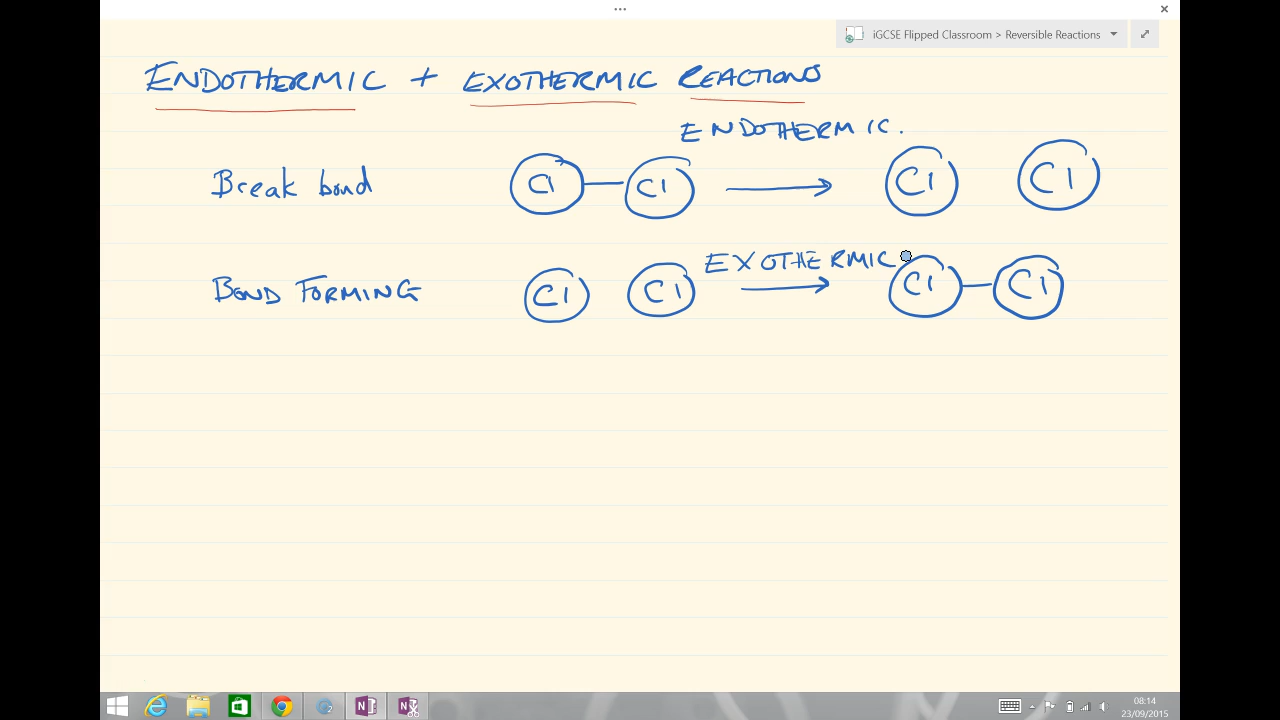 iGCSE Flipped Classroom > Reversible Reactions
ENDOTHERMIC + EXOTHERMIC REACTIONS
ENDOTHERMIC.
Break bond Cl Cl Cl Cl
EXOTHERMIC
BOND FORMING Cl Cl Cl Cl
08:14
23/09/2015